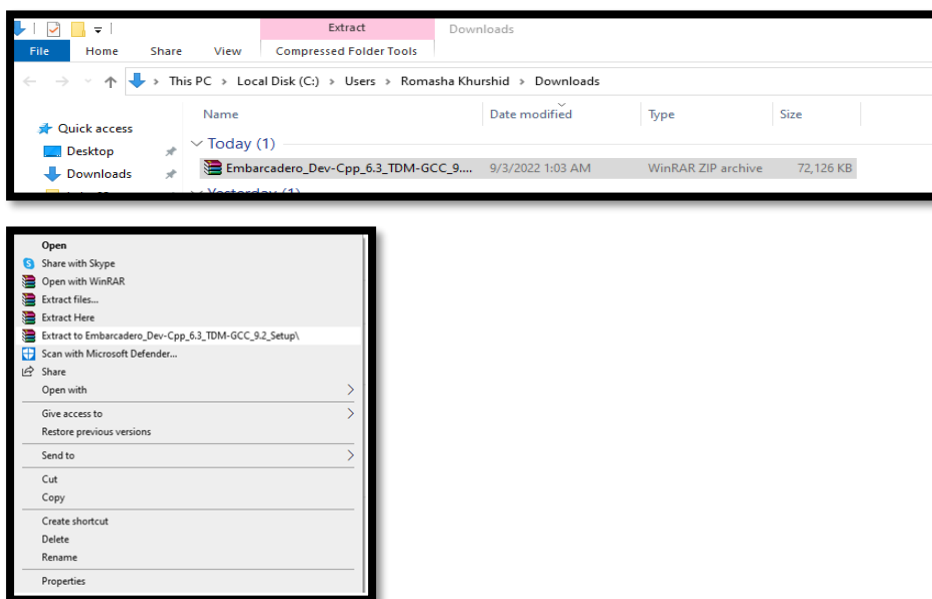 Extract Downloads
File Home Share View Compressed Folder Tools
This PC > Local Disk (C:) > Users > Romasha Khurshid > Downloads
Name Date modified Type Size
Quick access
Today (1)
Desktop
Embarcadero_Dev-Cpp_6.3_TDM-GCC_9.... 9/3/2022 1:03 AM WinRAR ZIP archive 72,126 KB
Downloads
Yesterday (1)
Open
Share with Skype
Open with WinRAR
Extract files...
Extract Here
Extract to Embarcadero_Dev-Cpp_6.3_TDM-GCC_9.2_Setup\
Scan with Microsoft Defender...
Share
Open with
Give access to
Restore previous versions
Send to
Cut
Copy
Create shortcut
Delete
Rename
Properties